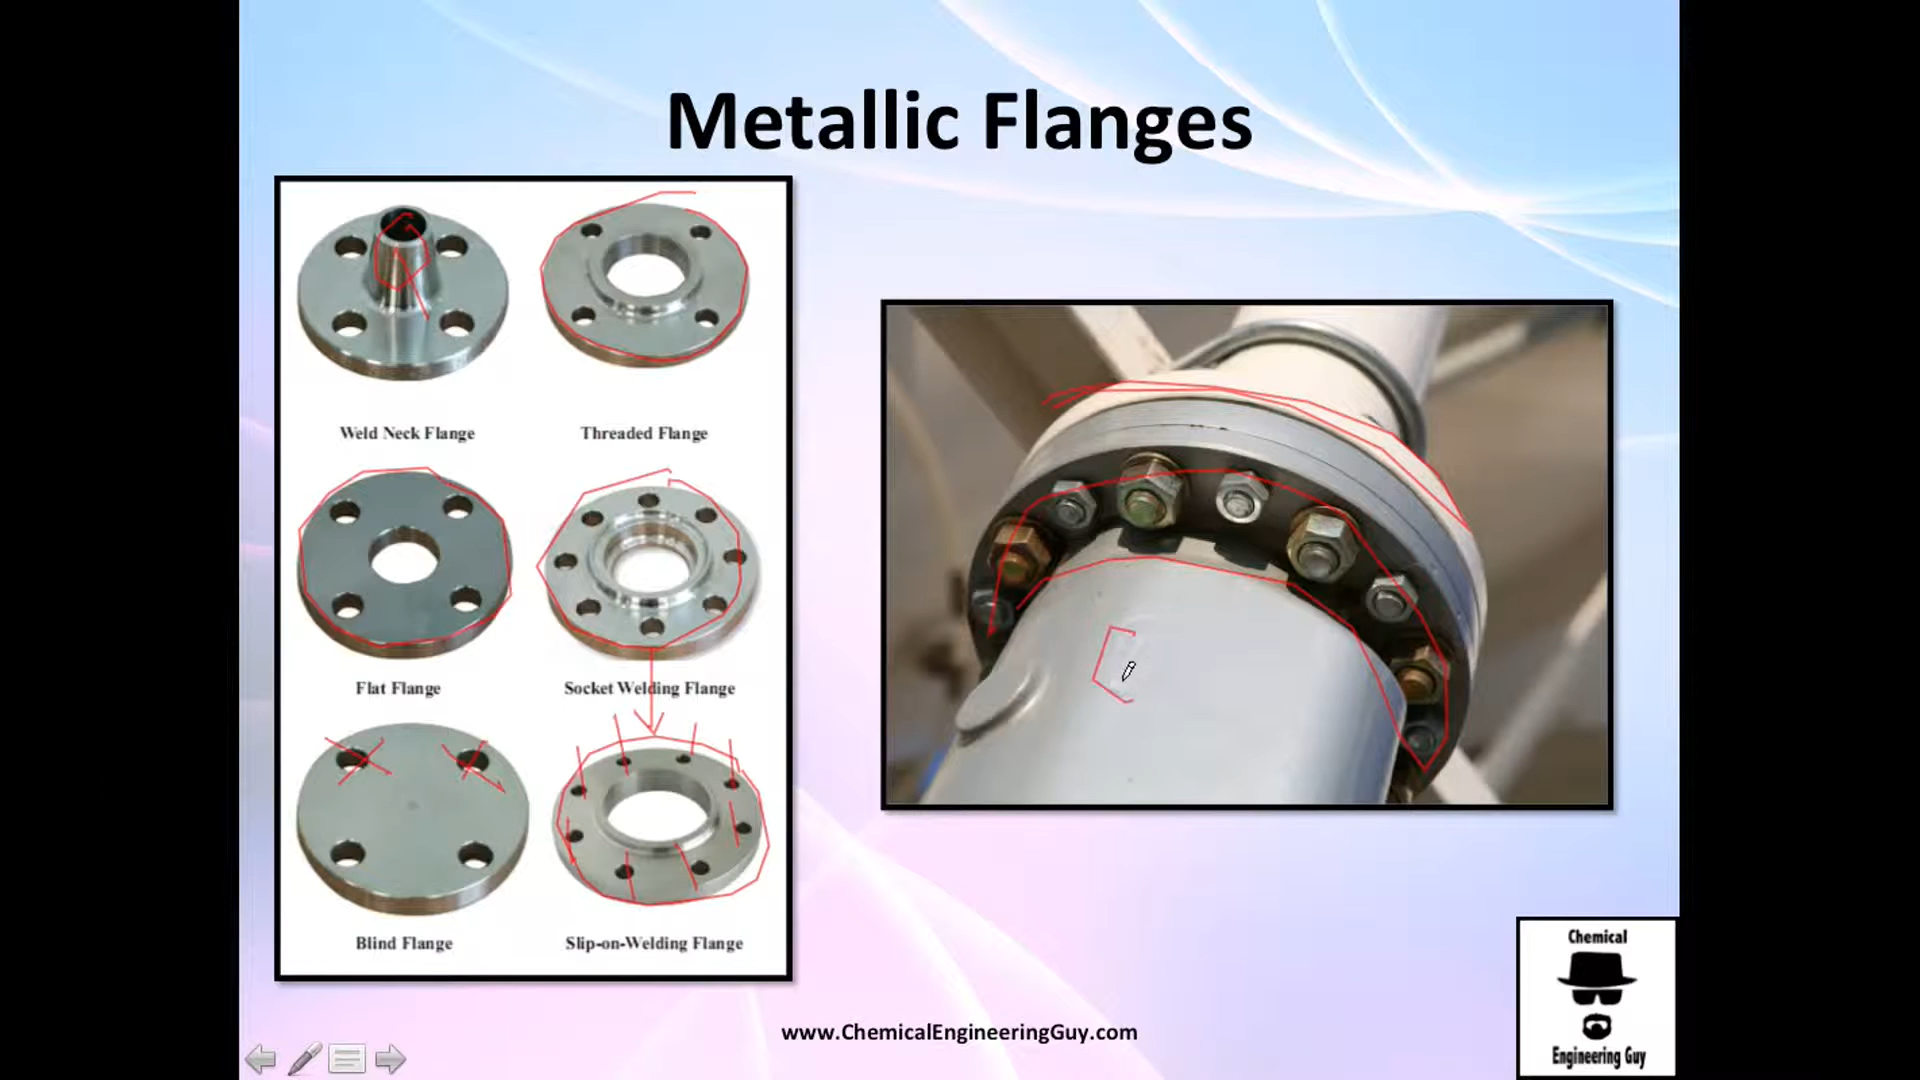 Metallic Flanges
Weld Neck Flange
Threaded Flange
Flat Flange
Socket Welding Flange
Blind Flange
Slip-on-Welding Flange
www.ChemicalEngineeringGuy.com
Chemical
Engineering Guy